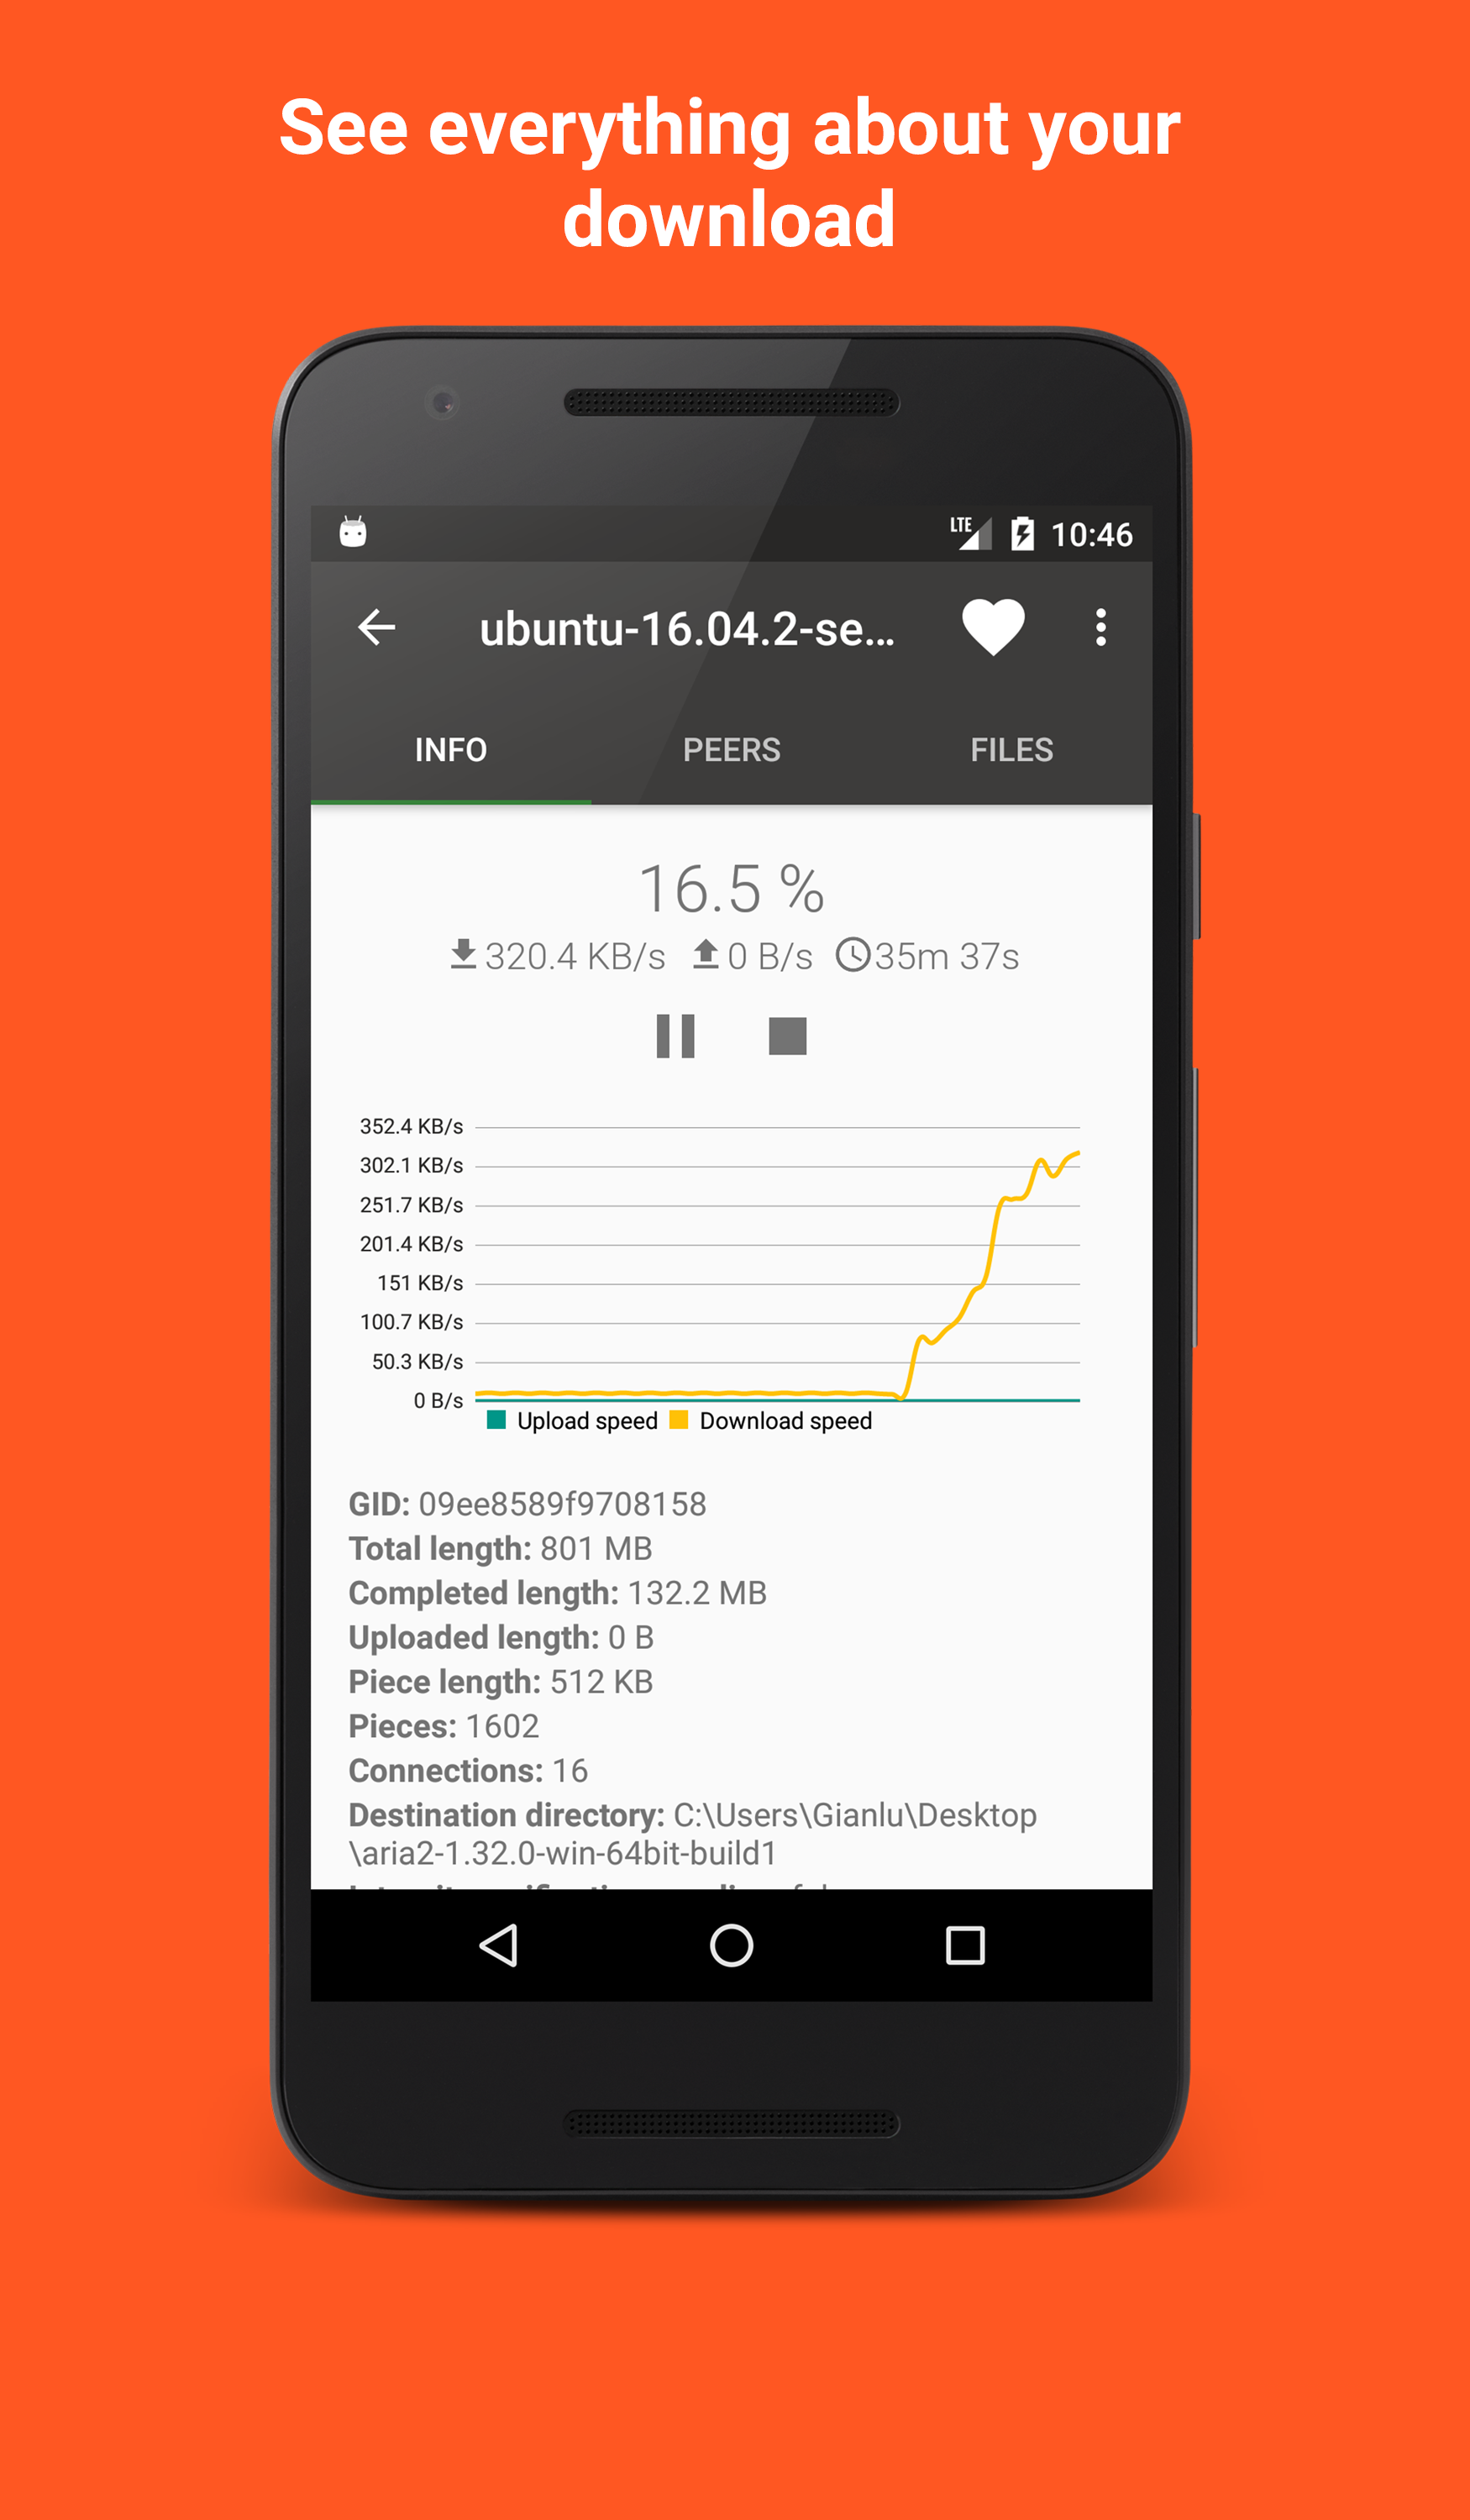 See everything about your
download
LTE 10:46
ubuntu-16.04.2-se...
INFO PEERS FILES
16.5 %
320.4 KB/s 0 B/s 35m 37s
352.4 KB/s
302.1 KB/s
251.7 KB/s
201.4 KB/s
151 KB/s
100.7 KB/s
50.3 KB/s
0 B/s
Upload speed Download speed
GID: 09ee8589f9708158
Total length: 801 MB
Completed length: 132.2 MB
Uploaded length: 0 B
Piece length: 512 KB
Pieces: 1602
Connections: 16
Destination directory: C:\Users\Gianlu\Desktop
\aria2-1.32.0-win-64bit-build1